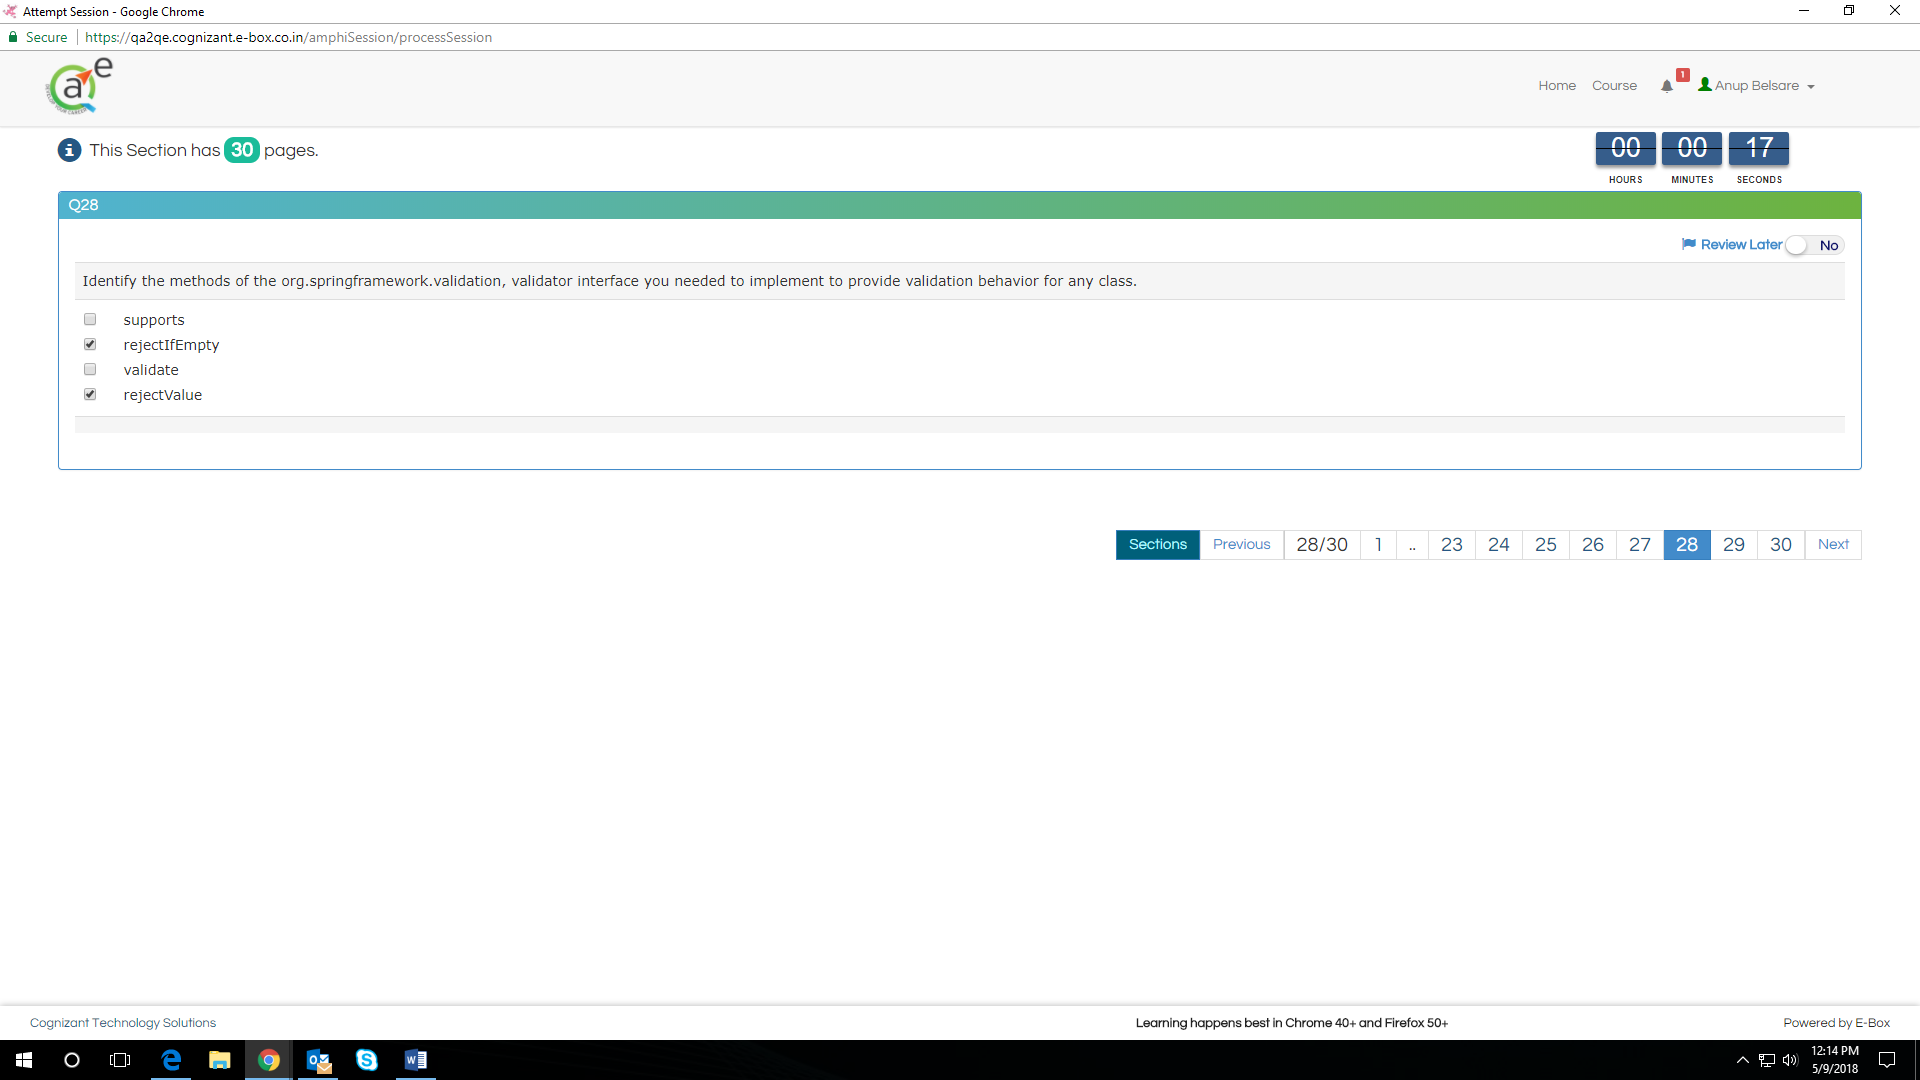 Attempt Session - Google Chrome
Secure https://qa2qe.cognizant.e-box.co.in/amphiSession/processSession
a e
Home Course 1 Anup Belsare
This Section has 30 pages.
00 00 17
HOURS MINUTES SECONDS
Q28
Review Later No
Identify the methods of the org.springframework.validation, validator interface you needed to implement to provide validation behavior for any class.
supports
rejectIfEmpty
validate
rejectValue
Sections Previous 28/30 1 .. 23 24 25 26 27 28 29 30 Next
Cognizant Technology Solutions Learning happens best in Chrome 40+ and Firefox 50+ Powered by E-Box
12:14 PM
5/9/2018